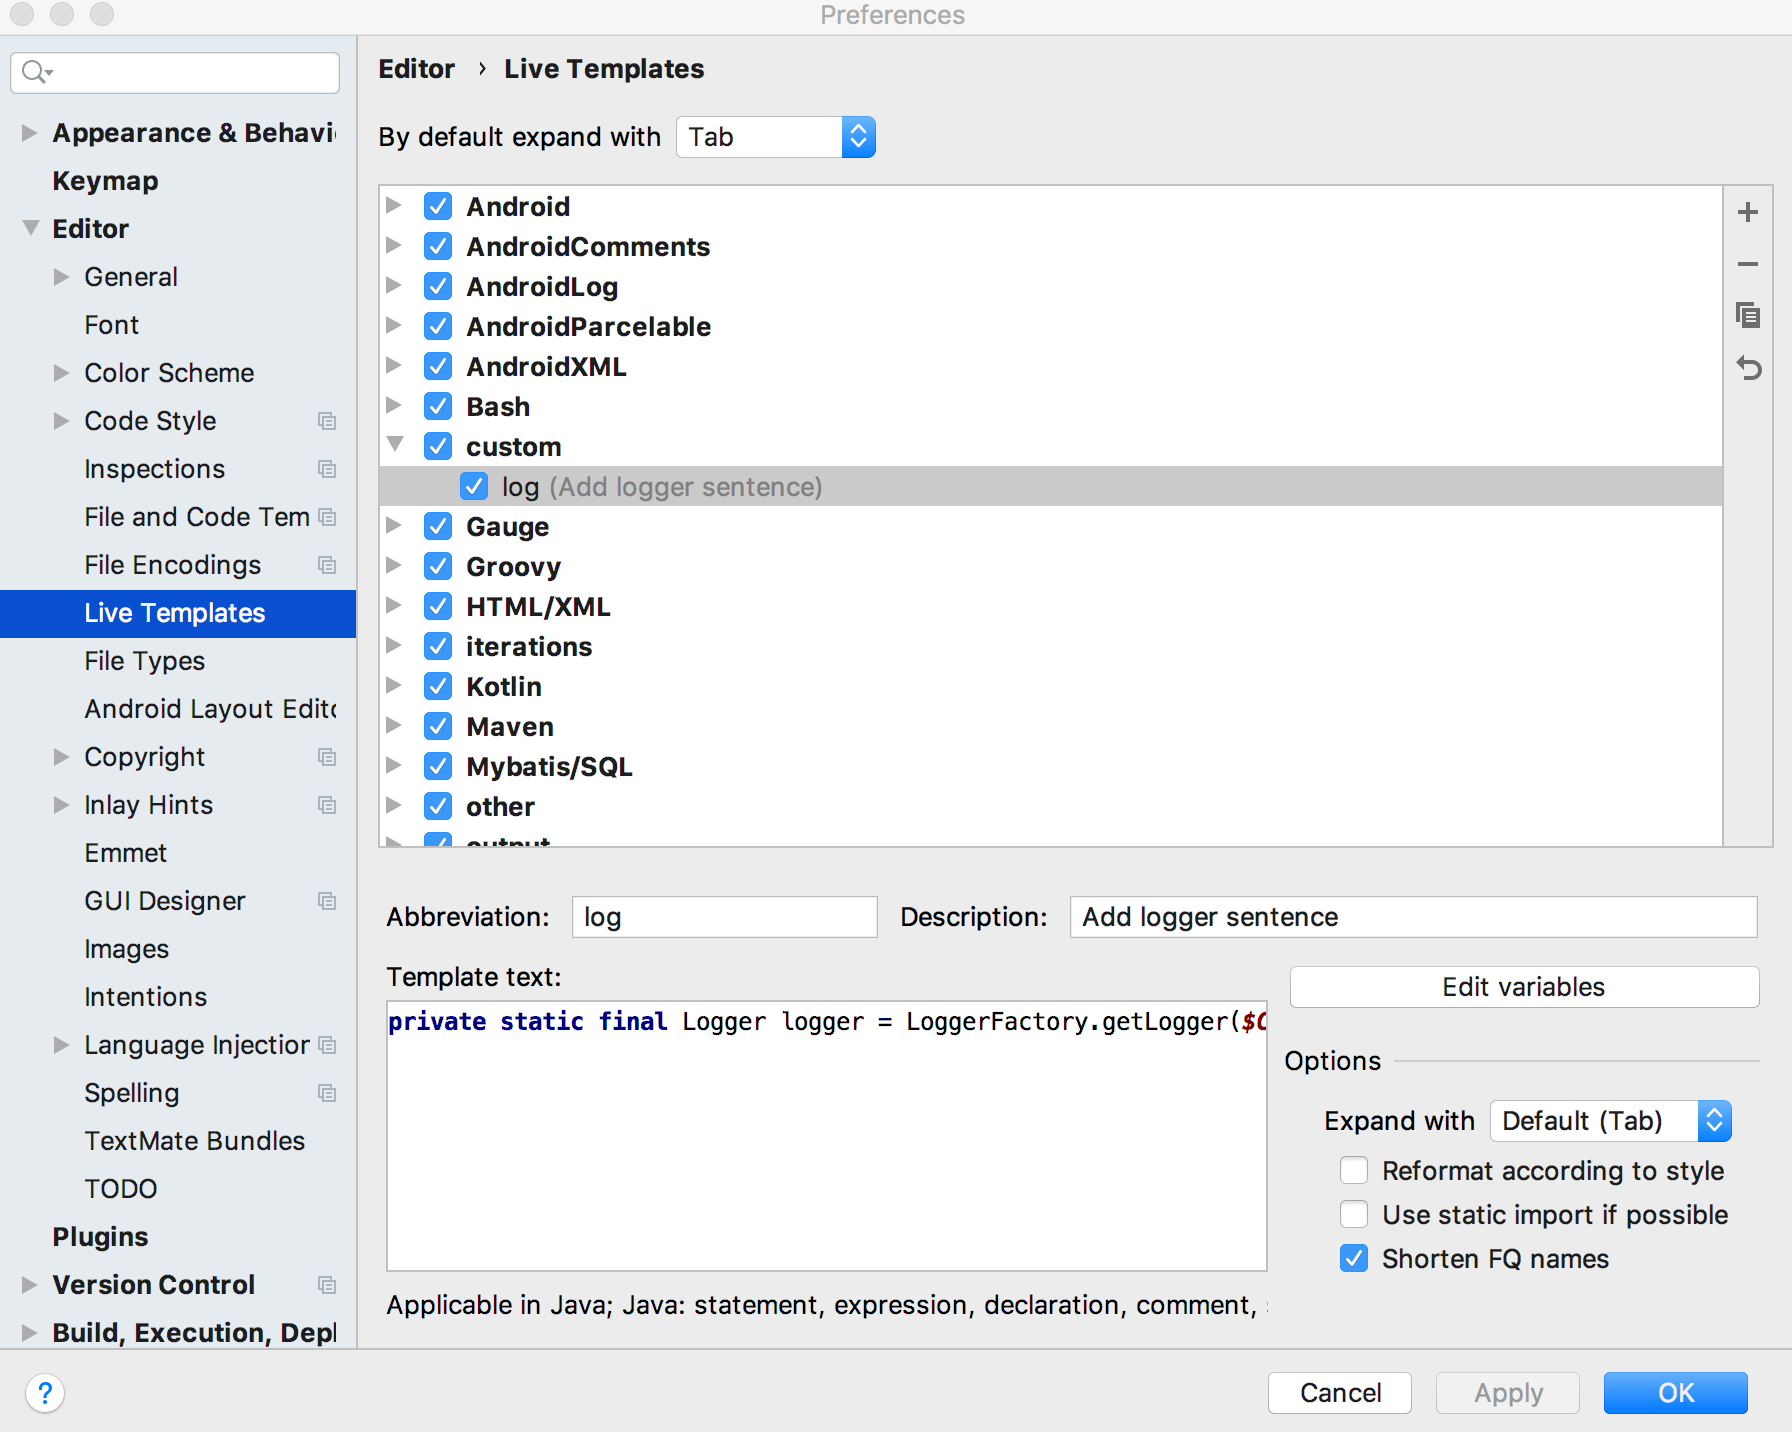 Preferences
Appearance & Behavi
Keymap
Editor
General
Font
Color Scheme
Code Style
Inspections
File and Code Tem
File Encodings
Live Templates
File Types
Android Layout Edito
Copyright
Inlay Hints
Emmet
GUI Designer
Images
Intentions
Language Injection
Spelling
TextMate Bundles
TODO
Plugins
Version Control
Build, Execution, Depl
Editor › Live Templates
By default expand with Tab
Android
AndroidComments
AndroidLog
AndroidParcelable
AndroidXML
Bash
custom
log (Add logger sentence)
Gauge
Groovy
HTML/XML
iterations
Kotlin
Maven
Mybatis/SQL
other
output
Abbreviation: log Description: Add logger sentence
Template text:
private static final Logger logger = LoggerFactory.getLogger($C
Edit variables
Options
Expand with Default (Tab)
Reformat according to style
Use static import if possible
Shorten FQ names
Applicable in Java; Java: statement, expression, declaration, comment,
?
Cancel Apply OK